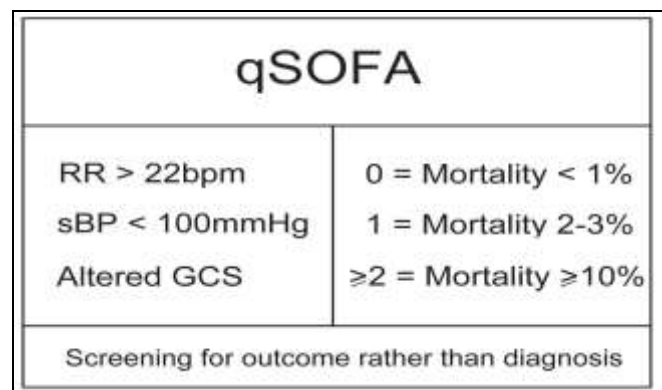 qSOFA
RR > 22bpm
sBP < 100mmHg
Altered GCS
0 = Mortality < 1%
1 = Mortality 2-3%
⩾2 = Mortality ⩾10%
Screening for outcome rather than diagnosis